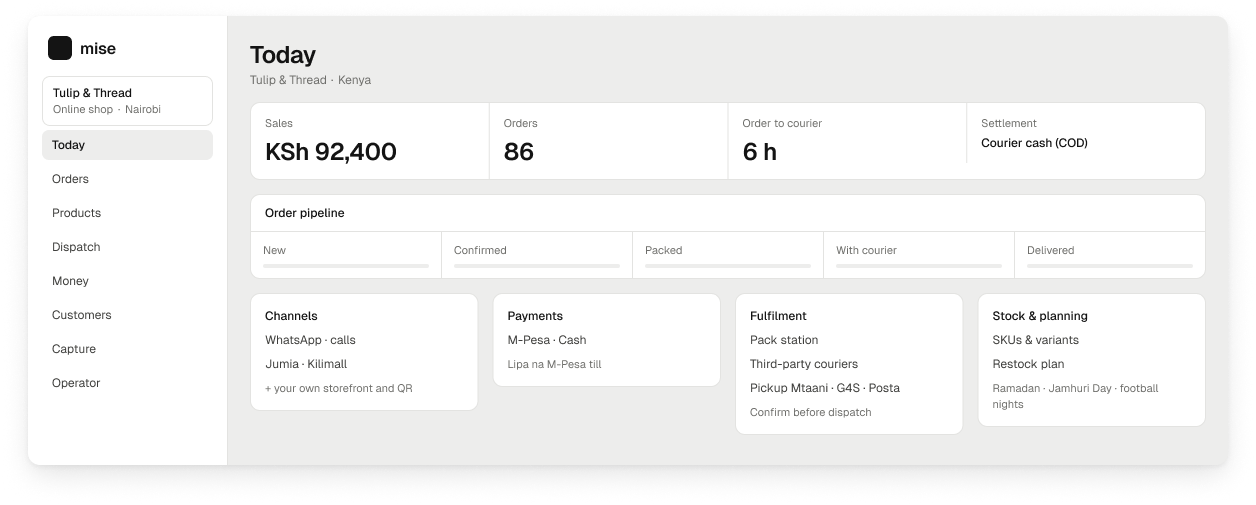 mise
Tulip & Thread
Online shop · Nairobi
Today
Orders
Products
Dispatch
Money
Customers
Capture
Operator
Today
Tulip & Thread · Kenya
Sales
KSh 92,400
Orders
86
Order to courier
6 h
Settlement
Courier cash (COD)
Order pipeline
New
Confirmed
Packed
With courier
Delivered
Channels
WhatsApp · calls
Jumia · Kilimall
+ your own storefront and QR
Payments
M-Pesa · Cash
Lipa na M-Pesa till
Fulfilment
Pack station
Third-party couriers
Pickup Mtaani · G4S · Posta
Confirm before dispatch
Stock & planning
SKUs & variants
Restock plan
Ramadan · Jamhuri Day · football
nights